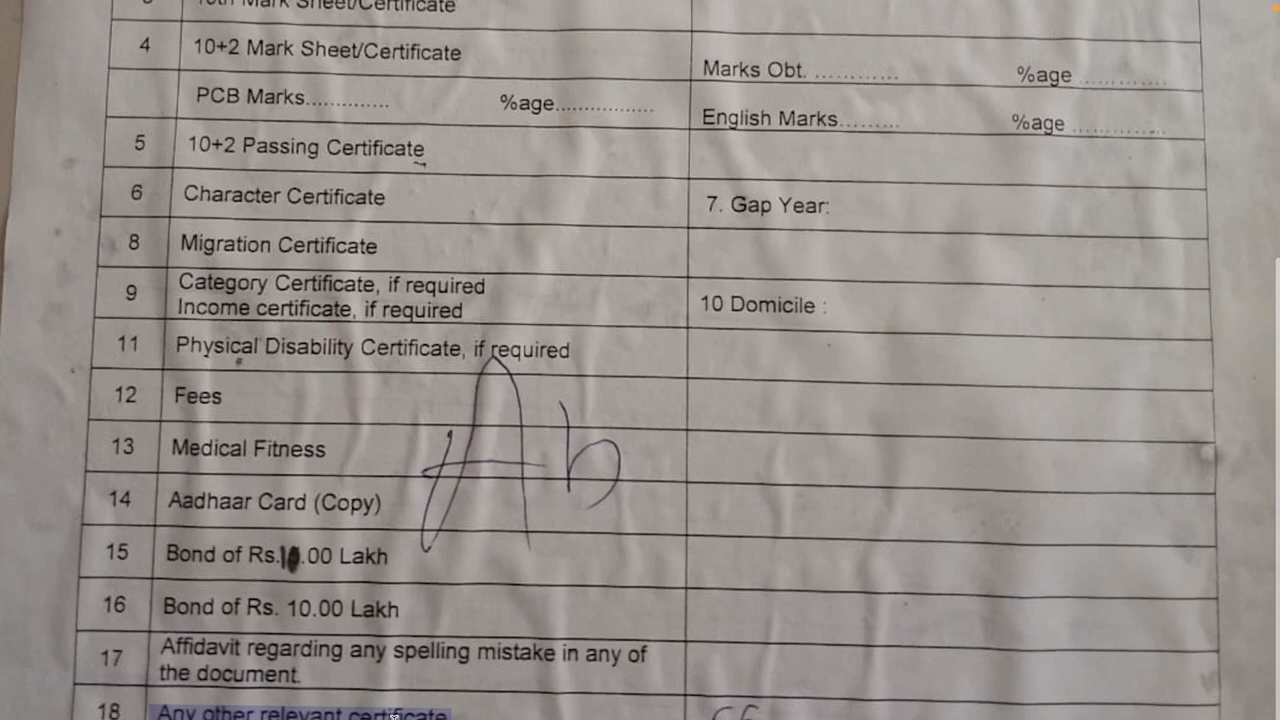 4 10+2 Mark Sheet/Certificate Marks Obt. ............ %age .............
PCB Marks.............. %age................. English Marks......... %age ..............
5 10+2 Passing Certificate
6 Character Certificate 7. Gap Year:
8 Migration Certificate
9 Category Certificate, if required
Income certificate, if required 10 Domicile :
11 Physical Disability Certificate, if required
12 Fees
13 Medical Fitness
14 Aadhaar Card (Copy)
Ab
15 Bond of Rs. .00 Lakh
16 Bond of Rs. 10.00 Lakh
17 Affidavit regarding any spelling mistake in any of
the document.
18 Any other relevant certificate